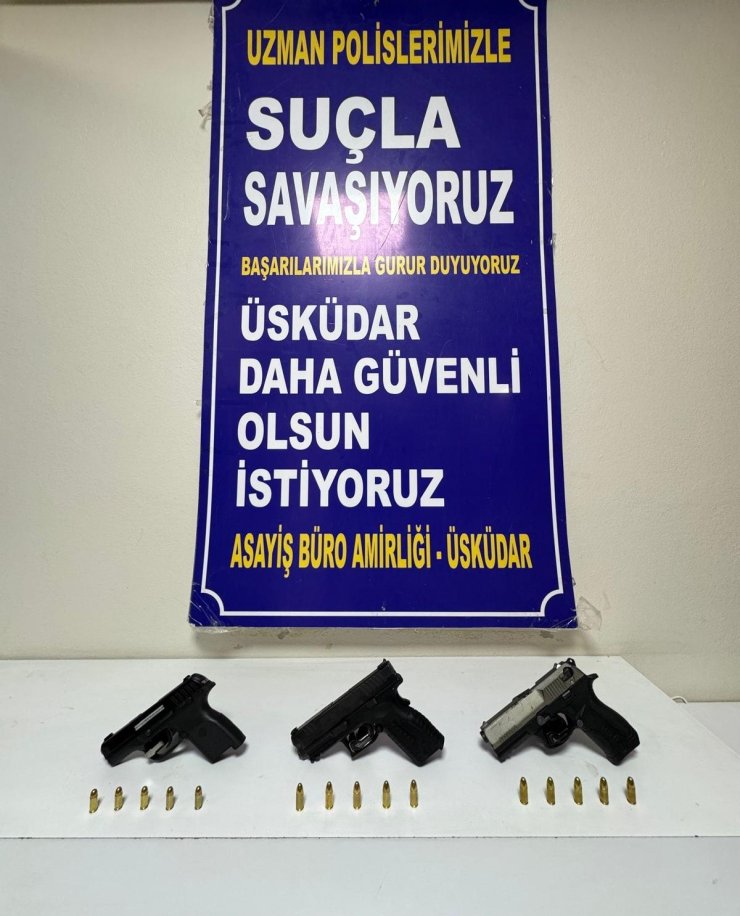 UZMAN POLİSLERİMİZLE
SUÇLA
SAVAŞIYORUZ
BAŞARILARIMIZLA GURUR DUYUYORUZ
ÜSKÜDAR
DAHA GÜVENLİ
OLSUN
İSTİYORUZ
ASAYİŞ BÜRO AMİRLİĞİ - ÜSKÜDAR